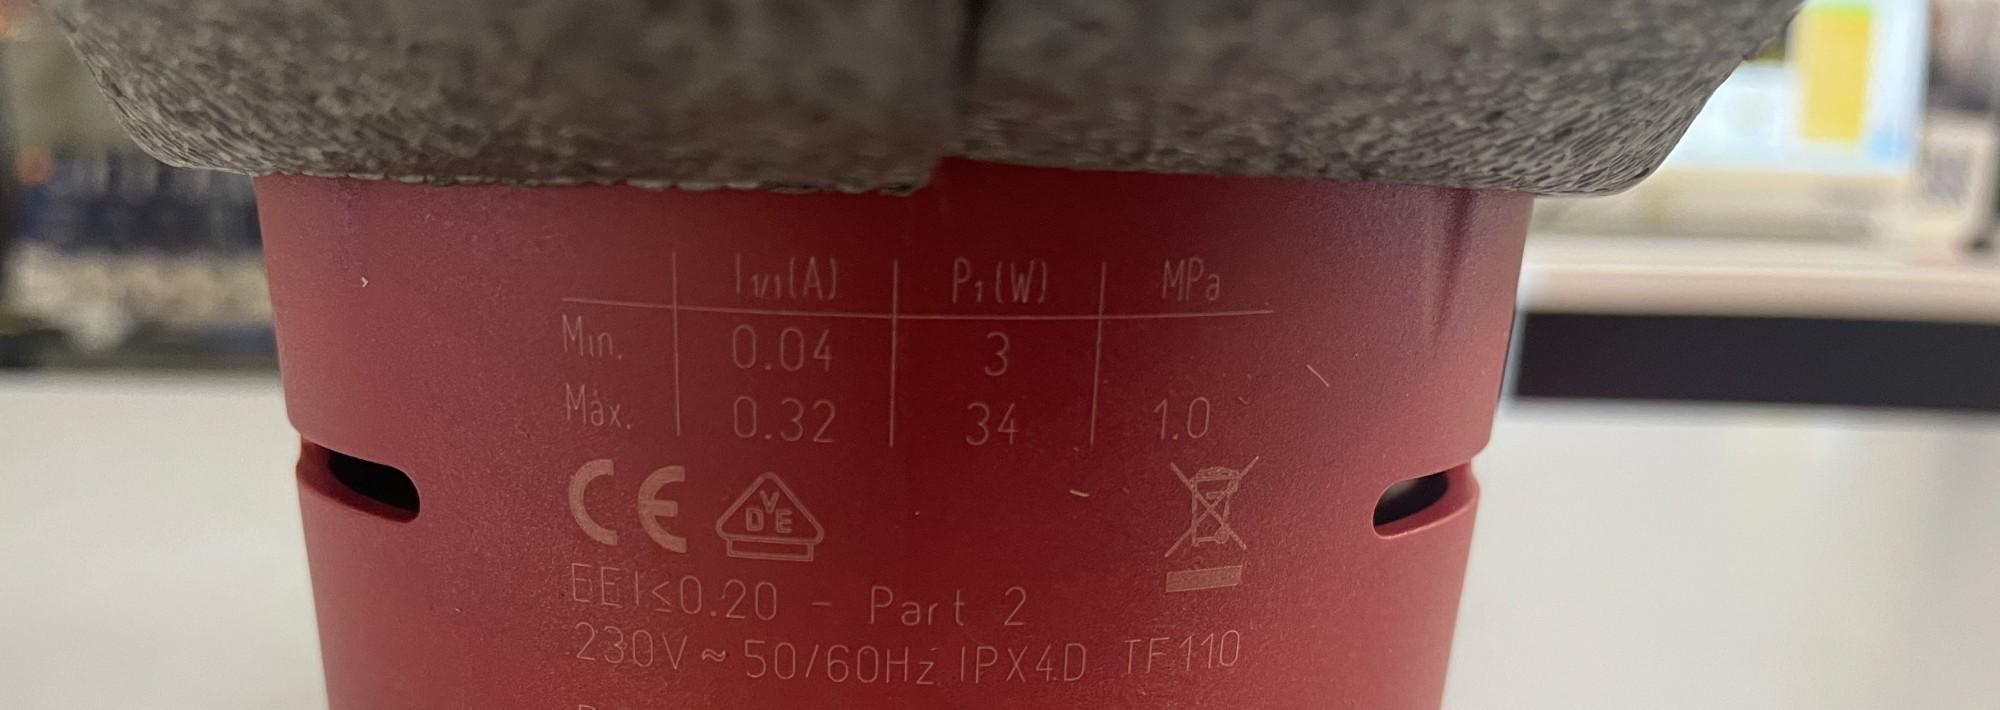 I1/1(A) P1(W) MPa
Min. 0.04 3
Máx. 0.32 34 1.0
CE VDE
EEI≤0.20 - Part 2
230V ~ 50/60Hz IPX4D TF110